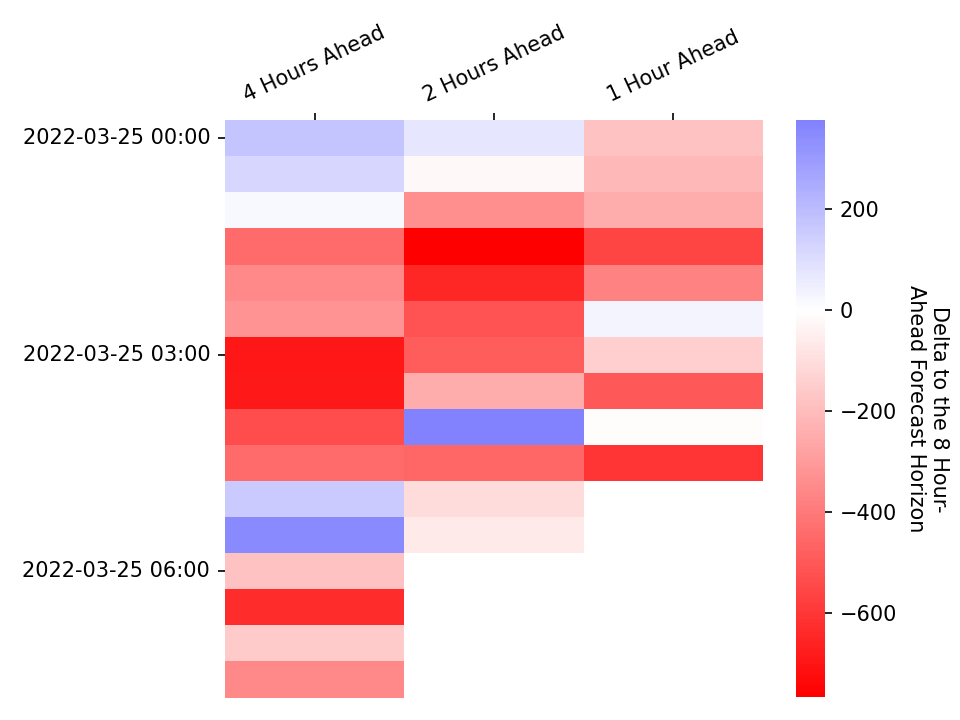 4 Hours Ahead
2 Hours Ahead
1 Hour Ahead
2022-03-25 00:00
2022-03-25 03:00
2022-03-25 06:00
200
0
−200
−400
−600
Delta to the 8 Hour-
Ahead Forecast Horizon